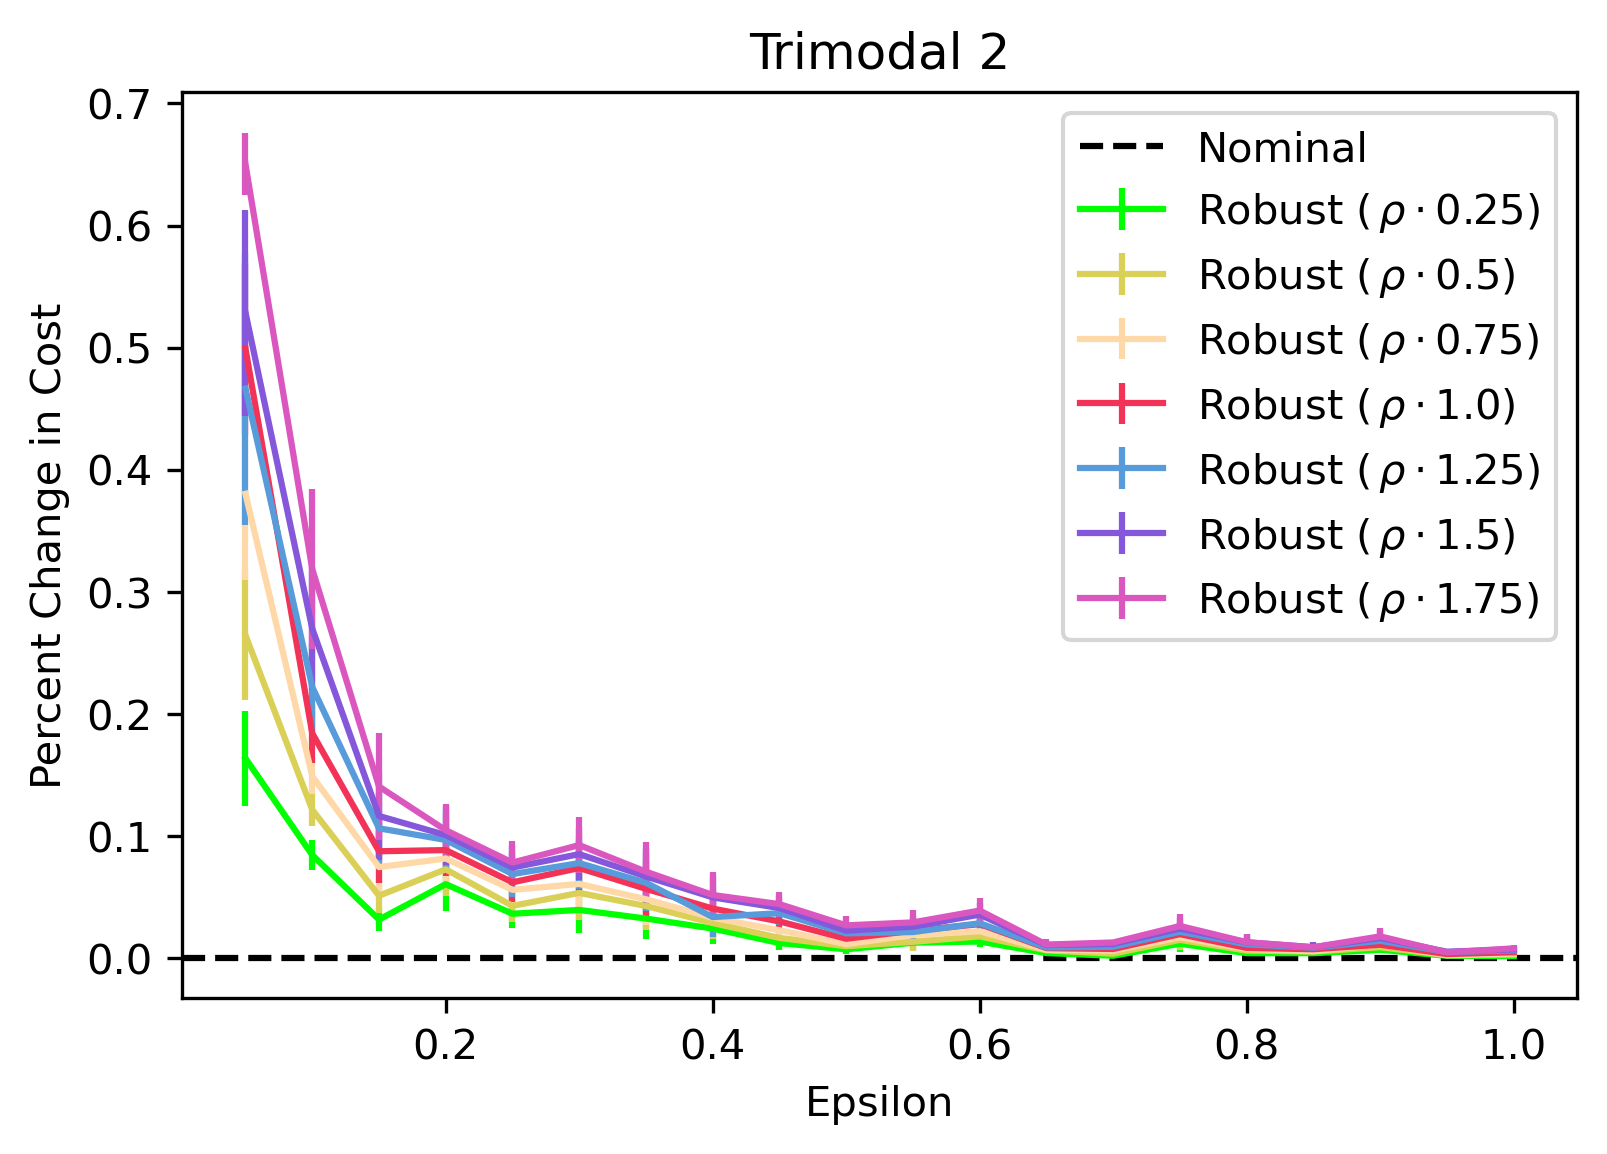 Trimodal 2
Percent Change in Cost
0.7
0.6
0.5
0.4
0.3
0.2
0.1
0.0
Nominal
Robust ( ρ · 0.25)
Robust ( ρ · 0.5)
Robust ( ρ · 0.75)
Robust ( ρ · 1.0)
Robust ( ρ · 1.25)
Robust ( ρ · 1.5)
Robust ( ρ · 1.75)
0.2 0.4 0.6 0.8 1.0
Epsilon